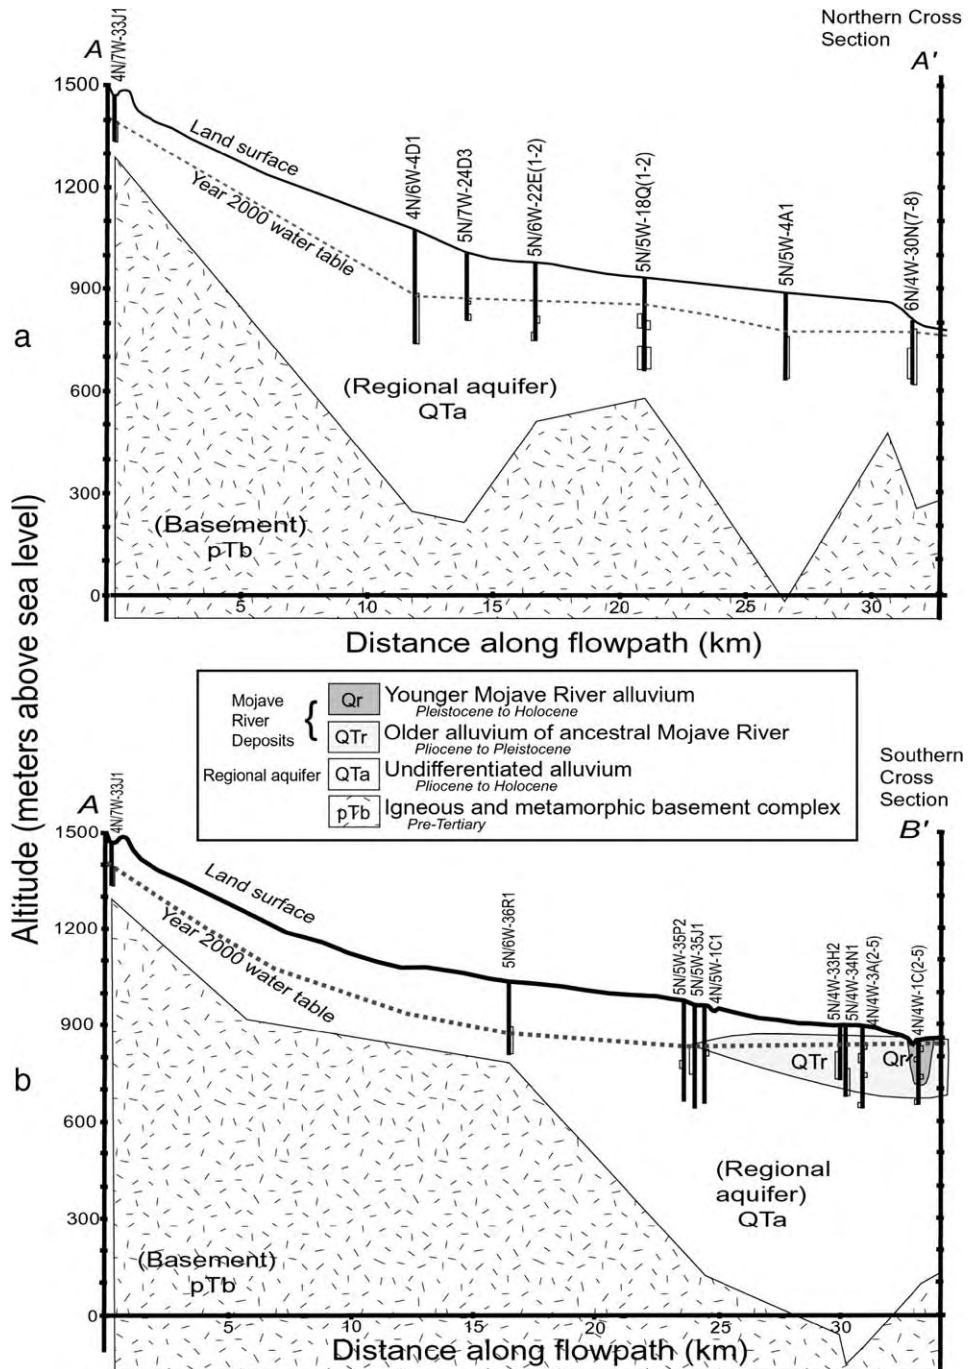 Northern Cross
Section
A
A'
4N/7W-33J1
4N/6W-4D1
5N/7W-24D3
5N/6W-22E(1-2)
5N/5W-18Q(1-2)
5N/5W-4A1
6N/4W-30N(7-8)
1500
1200
900
600
300
0
Land surface
Year 2000 water table
a
(Regional aquifer)
QTa
(Basement)
pTb
5
10
15
20
25
30
Distance along flowpath (km)
Altitude (meters above sea level)
Mojave
River
Deposits
{
Qr
Younger Mojave River alluvium
Pleistocene to Holocene
QTr
Older alluvium of ancestral Mojave River
Pliocene to Pleistocene
Regional aquifer
QTa
Undifferentiated alluvium
Pliocene to Holocene
pTb
Igneous and metamorphic basement complex
Pre-Tertiary
Southern
Cross
Section
A
B'
4N/7W-33J1
5N/6W-36R1
5N/5W-35P2
5N/5W-35J1
4N/5W-1C1
5N/4W-33H2
5N/4W-34N1
4N/4W-3A(2-5)
4N/4W-1C(2-5)
1500
1200
900
600
300
0
Land surface
Year 2000 water table
b
QTr
Qr
(Regional
aquifer)
QTa
(Basement)
pTb
5
10
15
20
25
30
Distance along flowpath (km)